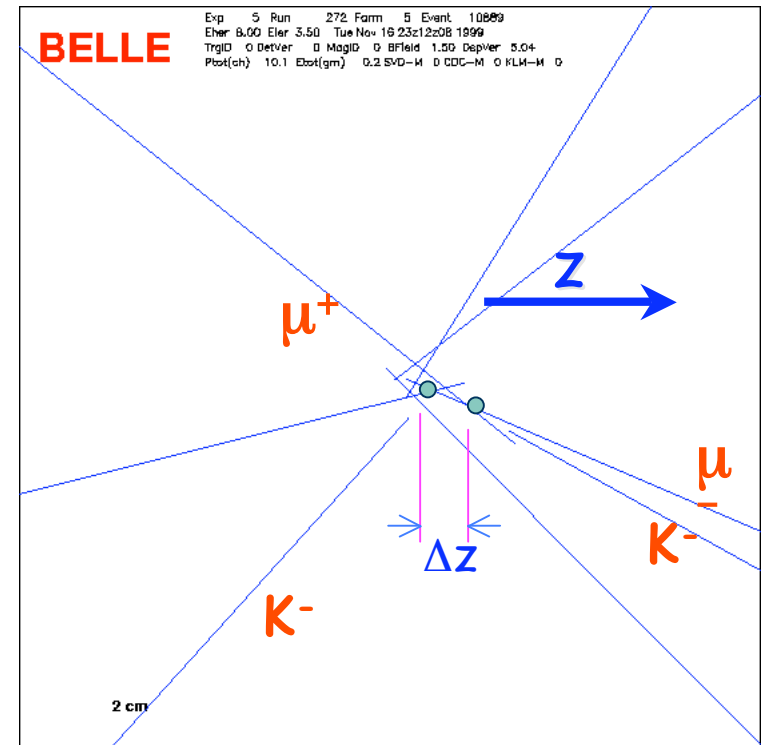 BELLE
Exp 5 Run 272 Farm 5 Event 10889
Eher 8.00 Eler 3.50 Tue Nov 16 23z12z08 1999
TrgID 0 DetVer 0 MagID 0 BField 1.50 DspVer 5.04
Ptot(ch) 10.1 Etot(gm) 0.2 SVD-M 0 CDC-M 0 KLM-M 0
z
μ+
μ-
K-
Δz
K-
2 cm